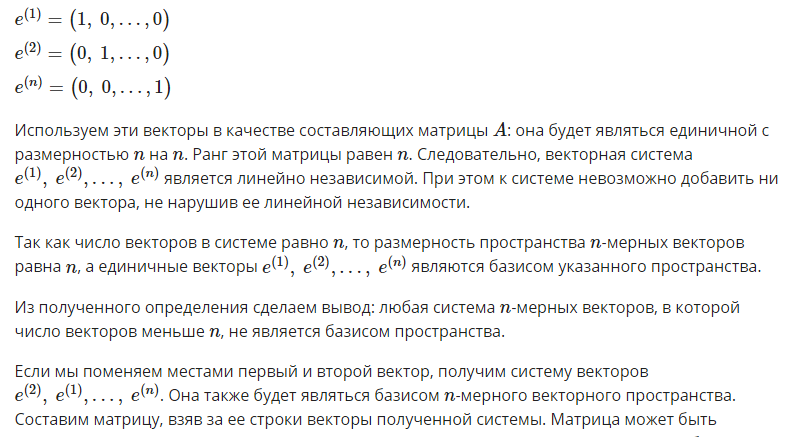 e^(1) = (1, 0,…,0)
e^(2) = (0, 1,…,0)
e^(n) = (0, 0,…,1)
Используем эти векторы в качестве составляющих матрицы A: она будет являться единичной с
размерностью n на n. Ранг этой матрицы равен n. Следовательно, векторная система
e^(1), e^(2),…, e^(n) является линейно независимой. При этом к системе невозможно добавить ни
одного вектора, не нарушив ее линейной независимости.
Так как число векторов в системе равно n, то размерность пространства n-мерных векторов
равна n, а единичные векторы e^(1), e^(2),…, e^(n) являются базисом указанного пространства.
Из полученного определения сделаем вывод: любая система n-мерных векторов, в которой
число векторов меньше n, не является базисом пространства.
Если мы поменяем местами первый и второй вектор, получим систему векторов
e^(2), e^(1),…, e^(n). Она также будет являться базисом n-мерного векторного пространства.
Составим матрицу, взяв за ее строки векторы полученной системы. Матрица может быть